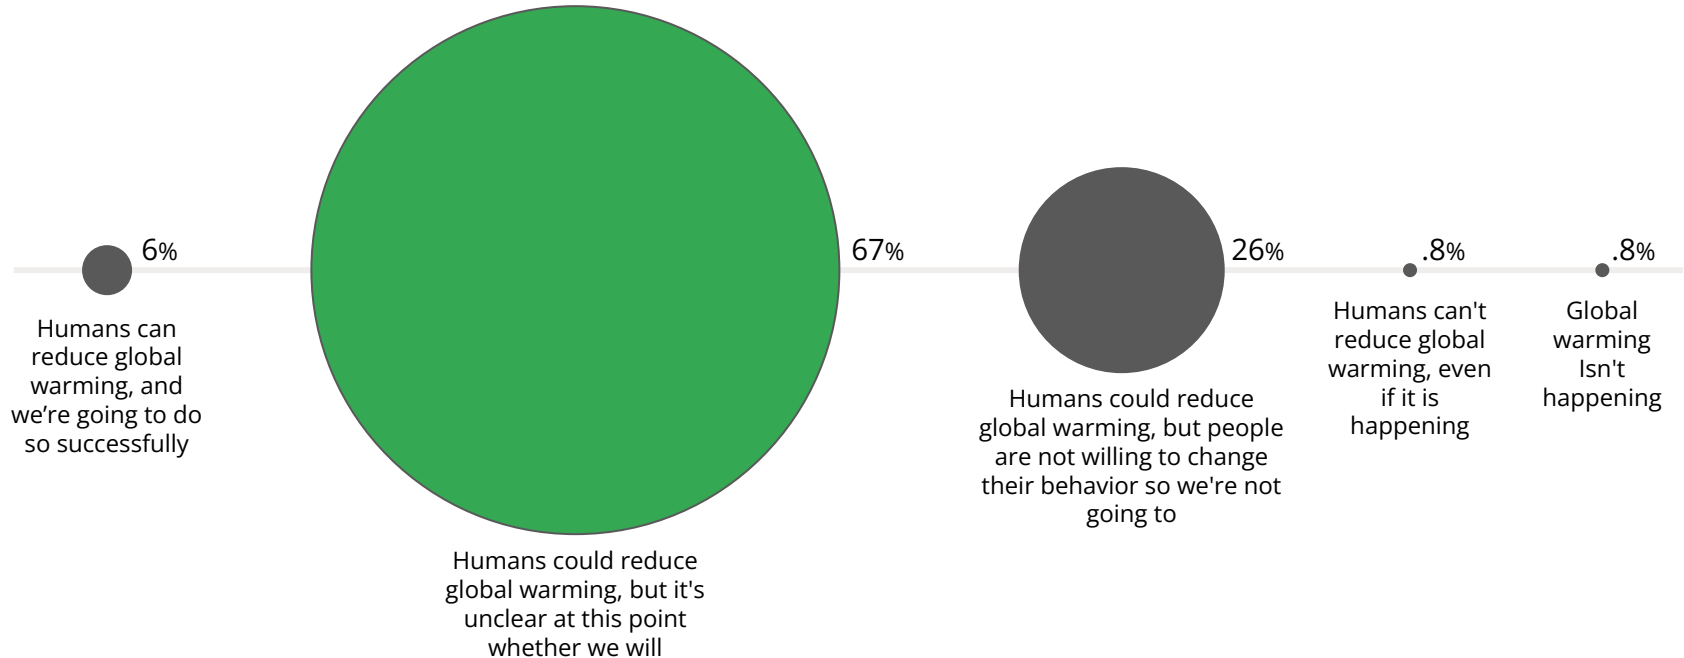 6%
Humans can
reduce global
warming, and
we’re going to do
so successfully
67%
Humans could reduce
global warming, but it's
unclear at this point
whether we will
26%
Humans could reduce
global warming, but people
are not willing to change
their behavior so we're not
going to
.8%
Humans can't
reduce global
warming, even
if it is
happening
.8%
Global
warming
Isn't
happening